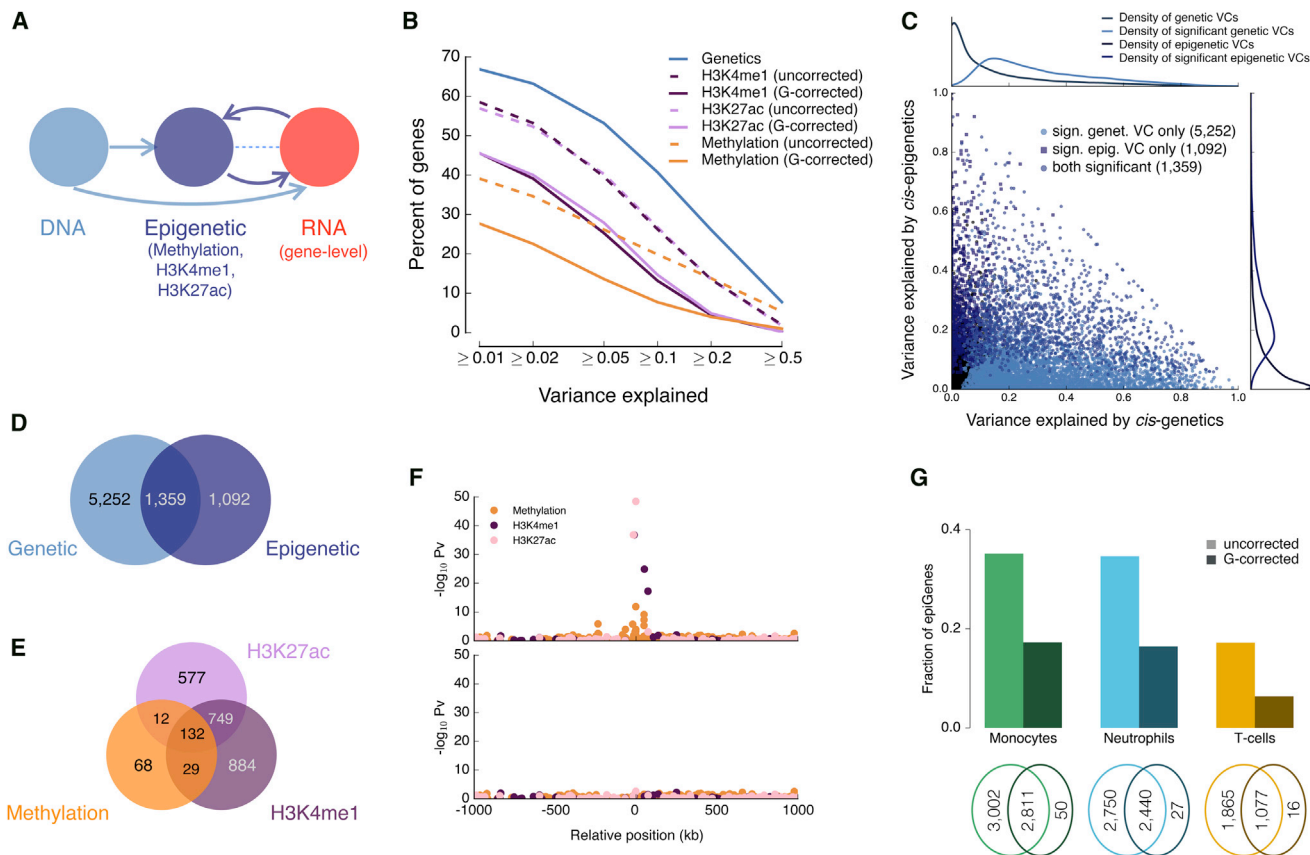 A
DNA
Epigenetic
(Methylation,
H3K4me1,
H3K27ac)
RNA
(gene-level)
B
Percent of genes
70
60
50
40
30
20
10
0
≥ 0.01
≥ 0.02
≥ 0.05
≥ 0.1
≥ 0.2
≥ 0.5
Variance explained
Genetics
H3K4me1 (uncorrected)
H3K4me1 (G-corrected)
H3K27ac (uncorrected)
H3K27ac (G-corrected)
Methylation (uncorrected)
Methylation (G-corrected)
C
Density of genetic VCs
Density of significant genetic VCs
Density of epigenetic VCs
Density of significant epigenetic VCs
Variance explained by cis-epigenetics
1.0
0.8
0.6
0.4
0.2
0.0
sign. genet. VC only (5,252)
sign. epig. VC only (1,092)
both significant (1,359)
0.0
0.2
0.4
0.6
0.8
1.0
Variance explained by cis-genetics
D
5,252
1,359
1,092
Genetic
Epigenetic
E
H3K27ac
577
12
749
132
68
29
884
Methylation
H3K4me1
F
Methylation
H3K4me1
H3K27ac
-log10 Pv
50
40
30
20
10
0
-log10 Pv
50
40
30
20
10
0
-1000
-500
0
500
1000
Relative position (kb)
G
Fraction of epiGenes
0.4
0.2
0.0
uncorrected
G-corrected
Monocytes
Neutrophils
T-cells
3,002
2,811
50
2,750
2,440
27
1,865
1,077
16